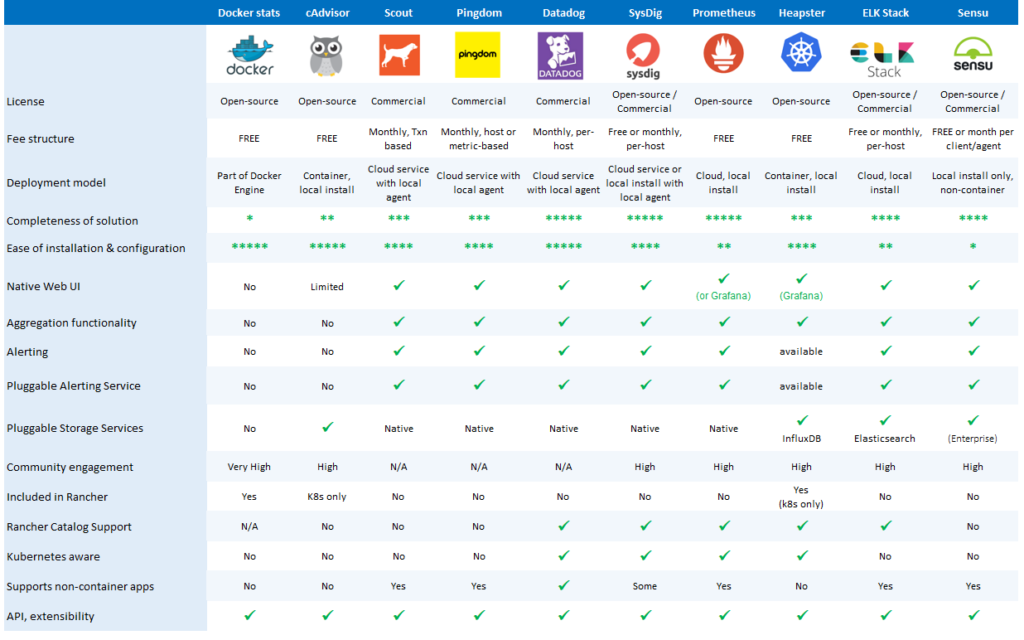 Docker stats cAdvisor Scout Pingdom Datadog SysDig Prometheus Heapster ELK Stack Sensu
docker pingdom DATADOG sysdig Stack sensu
License Open-source Open-source Commercial Commercial Commercial Open-source / Commercial Open-source Open-source Open-source / Commercial Open-source / Commercial
Fee structure FREE FREE Monthly, Txn based Monthly, host or metric-based Monthly, per-host Free or monthly, per-host FREE FREE Free or monthly, per-host FREE or month per client/agent
Deployment model Part of Docker Engine Container, local install Cloud service with local agent Cloud service with local agent Cloud service with local agent Cloud service or local install with local agent Cloud, local install Container, local install Cloud, local install Local install only, non-container
Completeness of solution * ** *** *** ***** ***** ***** *** **** ****
Ease of installation & configuration ***** ***** **** **** ***** **** ** **** ** *
Native Web UI No Limited ✓ ✓ ✓ ✓ ✓ (or Grafana) ✓ (Grafana) ✓ ✓
Aggregation functionality No No ✓ ✓ ✓ ✓ ✓ ✓ ✓ ✓
Alerting No No ✓ ✓ ✓ ✓ ✓ available ✓ ✓
Pluggable Alerting Service No No ✓ ✓ ✓ ✓ ✓ available ✓ ✓
Pluggable Storage Services No ✓ Native Native Native Native Native ✓ InfluxDB ✓ Elasticsearch ✓ (Enterprise)
Community engagement Very High High N/A N/A N/A High High High High High
Included in Rancher Yes K8s only No No No No No Yes (k8s only) No No
Rancher Catalog Support N/A No No No ✓ ✓ ✓ ✓ ✓ No
Kubernetes aware No No No No ✓ ✓ ✓ ✓ No No
Supports non-container apps No No Yes Yes ✓ Some Yes No Yes Yes
API, extensibility ✓ ✓ ✓ ✓ ✓ ✓ ✓ ✓ ✓ ✓